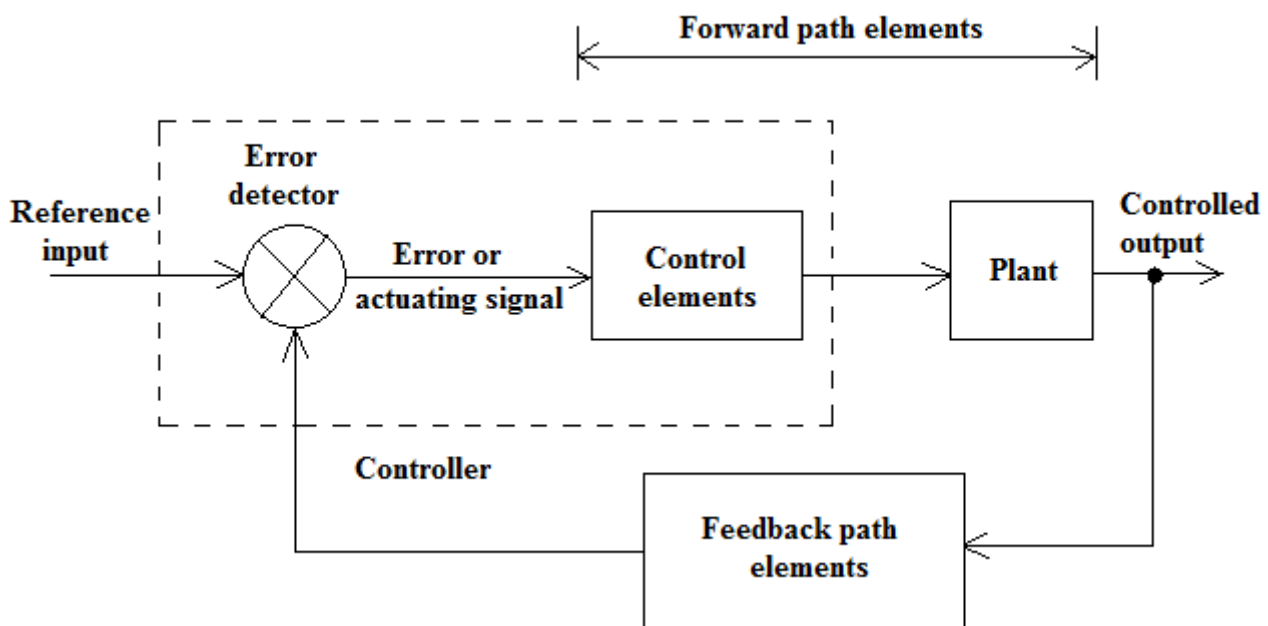 Forward path elements
Error
detector
Reference
input
Error or
actuating signal
Control
elements
Plant
Controlled
output
Controller
Feedback path
elements